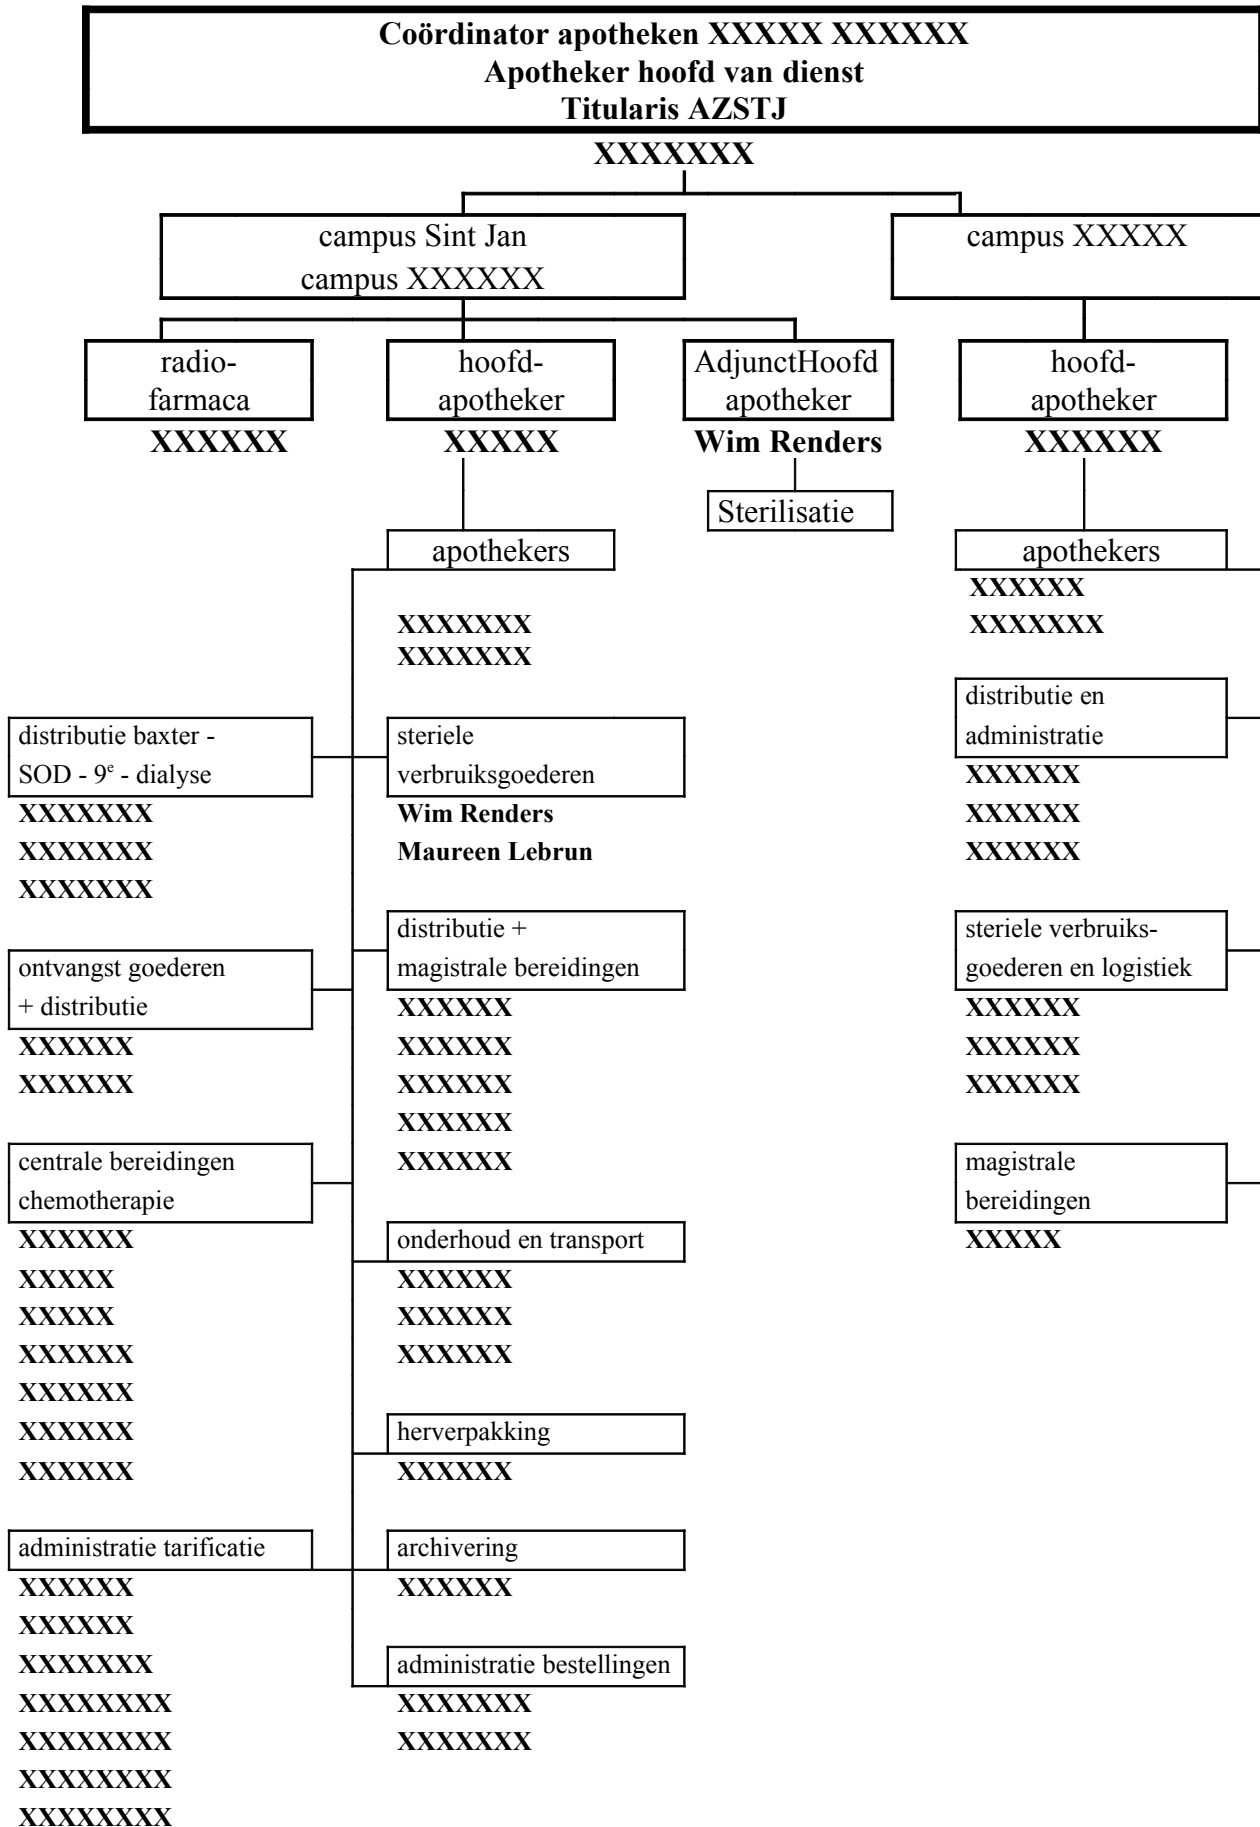 Coördinator apotheken XXXXX XXXXXX
Apotheker hoofd van dienst
Titularis AZSTJ
XXXXXXX
campus Sint Jan
campus XXXXXX
campus XXXXX
radio-
farmaca
XXXXXX
hoofd-
apotheker
XXXXX
AdjunctHoofd
apotheker
Wim Renders
Sterilisatie
hoofd-
apotheker
XXXXXX
apothekers
XXXXXXX
XXXXXXX
apothekers
XXXXXX
XXXXXXX
distributie baxter -
SOD - 9e - dialyse
XXXXXXX
XXXXXXX
XXXXXXX
ontvangst goederen
+ distributie
XXXXXX
XXXXXX
centrale bereidingen
chemotherapie
XXXXXX
XXXXX
XXXXX
XXXXXX
XXXXXX
XXXXXX
XXXXXX
administratie tarificatie
XXXXXX
XXXXXX
XXXXXXX
XXXXXXXX
XXXXXXXX
XXXXXXXX
XXXXXXXX
steriele
verbruiksgoederen
Wim Renders
Maureen Lebrun
distributie +
magistrale bereidingen
XXXXXX
XXXXXX
XXXXXX
XXXXXX
XXXXXX
onderhoud en transport
XXXXXX
XXXXXX
XXXXXX
herverpakking
XXXXXX
archivering
XXXXXX
administratie bestellingen
XXXXXXX
XXXXXXX
distributie en
administratie
XXXXXX
XXXXXX
XXXXXX
steriele verbruiks-
goederen en logistiek
XXXXXX
XXXXXX
XXXXXX
magistrale
bereidingen
XXXXX